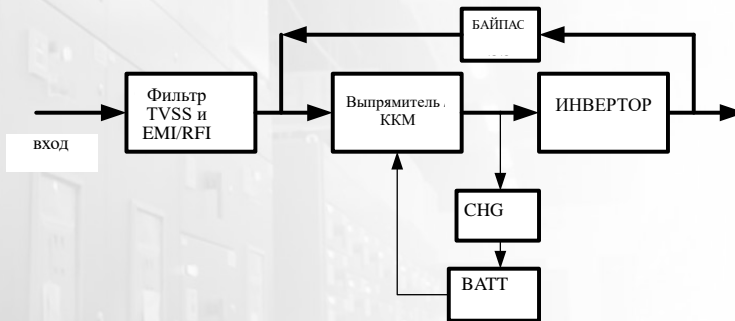 БАЙПАС
Фильтр
TVSS и
EMI/RFI
Выпрямитель
ККМ
ИНВЕРТОР
вход
CHG
BATT